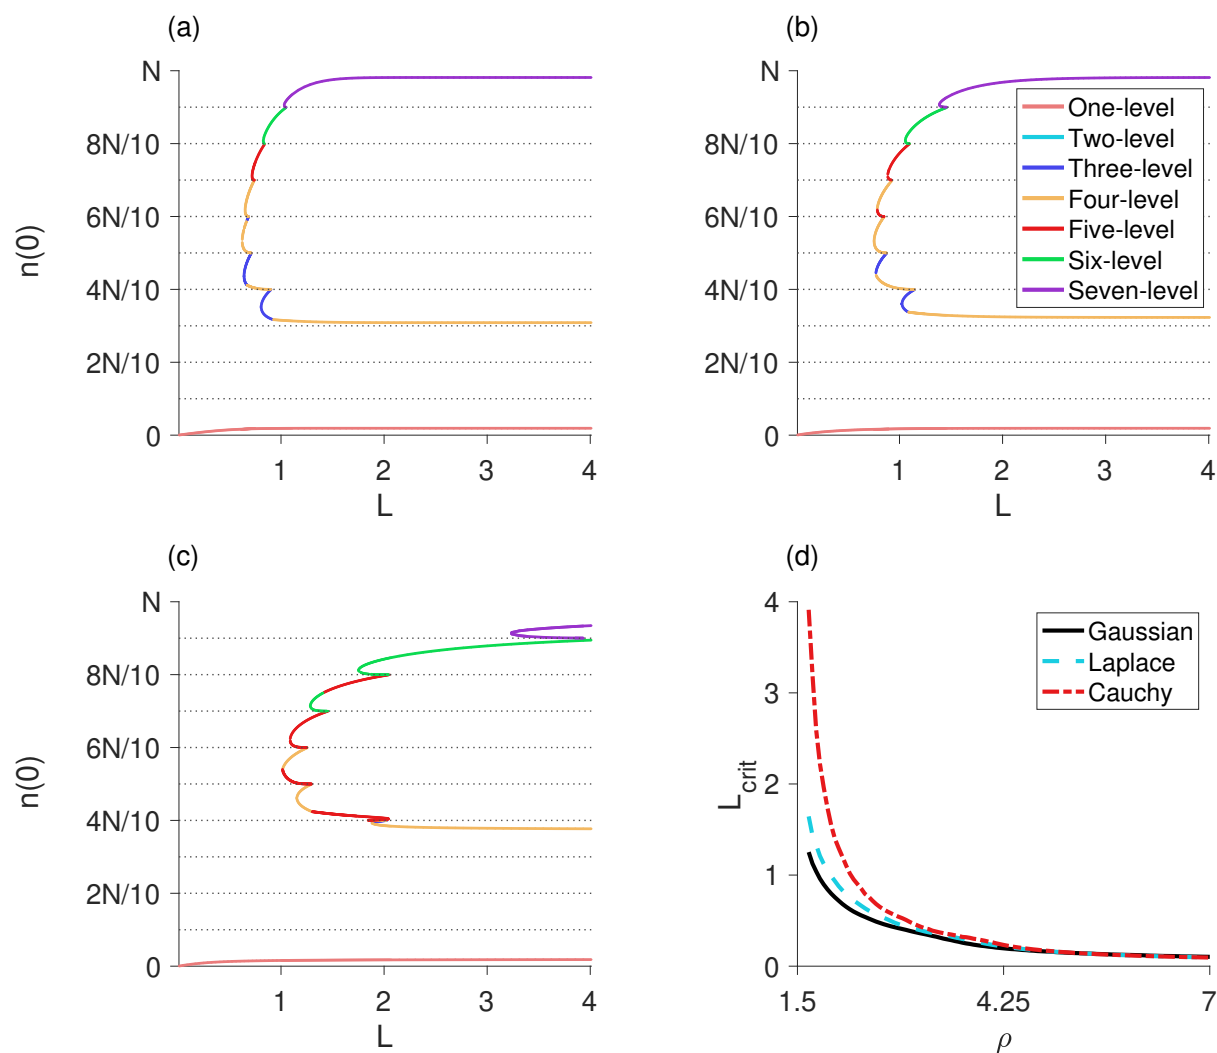 (a)
N
8N/10
6N/10
4N/10
2N/10
0
n(0)
1
2
3
4
L
(b)
N
8N/10
6N/10
4N/10
2N/10
0
n(0)
1
2
3
4
L
One-level
Two-level
Three-level
Four-level
Five-level
Six-level
Seven-level
(c)
N
8N/10
6N/10
4N/10
2N/10
0
n(0)
1
2
3
4
L
(d)
4
3
2
1
0
L_crit
1.5
4.25
7
ρ
Gaussian
Laplace
Cauchy